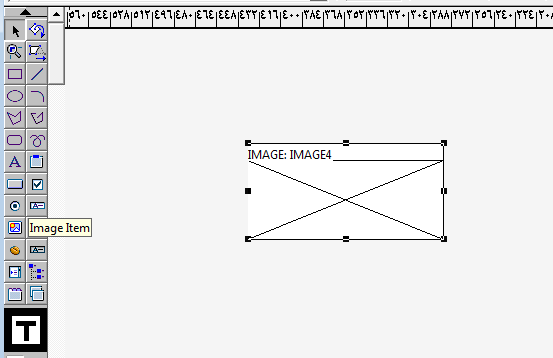 ٥٦٠ ٥٤٤ ٥٢٨ ٥١٢ ٤٩٦ ٤٨٠ ٤٦٤ ٤٤٨ ٤٣٢ ٤١٦ ٤٠٠ ٣٨٤ ٣٦٨ ٣٥٢ ٣٣٦ ٣٢٠ ٣٠٤ ٢٨٨ ٢٧٢ ٢٥٦ ٢٤٠ ٢٢٤ ٢٠٨
IMAGE: IMAGE4
A
Image Item
T